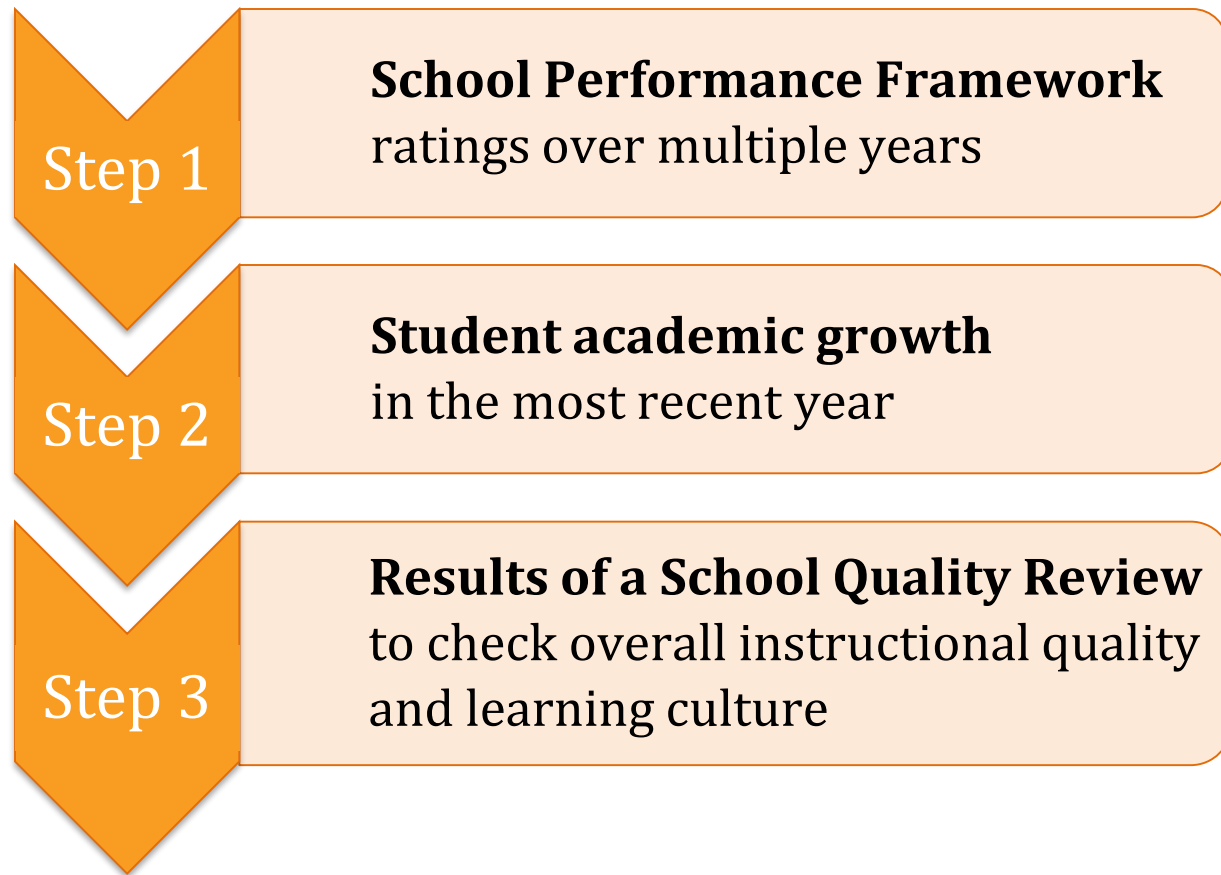 Step 1
School Performance Framework
ratings over multiple years
Step 2
Student academic growth
in the most recent year
Step 3
Results of a School Quality Review
to check overall instructional quality
and learning culture